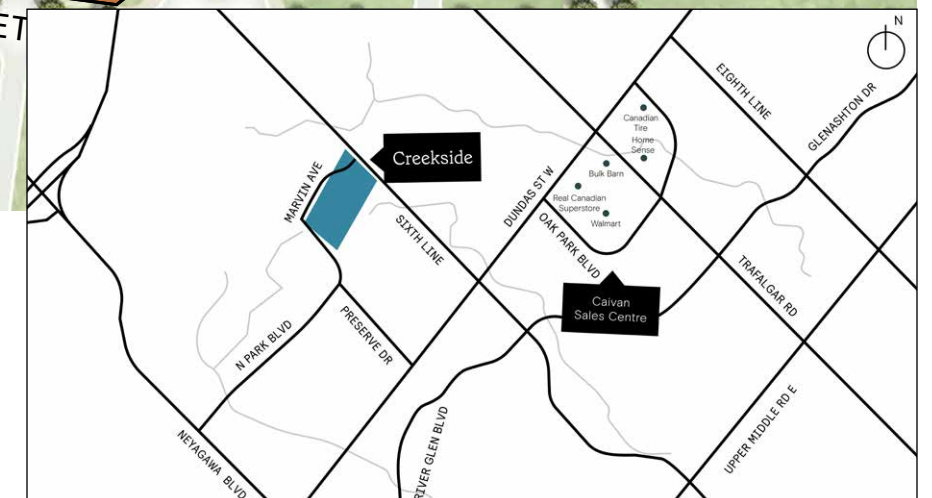 ET
N
EIGHTH LINE
GLENASHTON DR
Canadian
Tire
Home
Sense
Bulk Barn
Real Canadian
Superstore
Walmart
Creekside
MARVIN AVE
DUNDAS ST W
SIXTH LINE
OAK PARK BLVD
TRAFALGAR RD
Caivan
Sales Centre
N PARK BLVD
PRESERVE DR
UPPER MIDDLE RD E
RIVER GLEN BLVD
NEYAGAWA BLVD